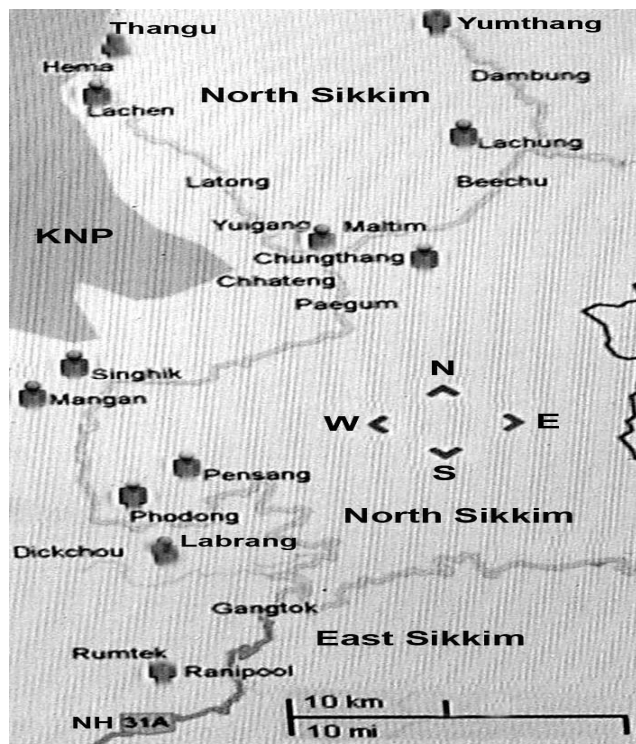 Thangu
Yumthang
Hema
Dambung
North Sikkim
Lachen
Lachung
Latong
Beechu
KNP
Yuigang
Maltim
Chungthang
Chhateng
Paegum
Singhik
Mangan
N
W
E
S
Pensang
Phodong
North Sikkim
Labrang
Dickchou
Gangtok
East Sikkim
Rumtek
Ranipool
10 km
NH 31A
10 mi